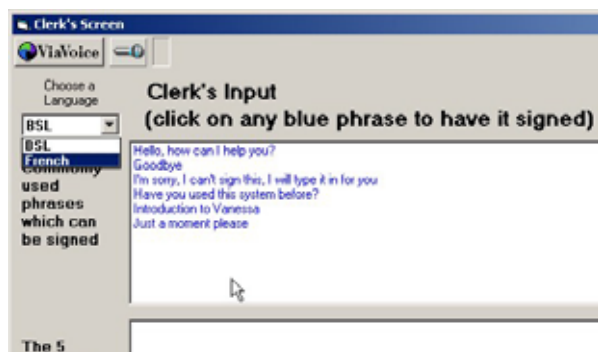 Clerk's Screen
ViaVoice
Choose a
Language
BSL
BSL
French
Commonly
used
phrases
which can
be signed
Clerk's Input
(click on any blue phrase to have it signed)
Hello, how can I help you?
Goodbye
I'm sorry, I can't sign this, I will type it in for you
Have you used this system before?
Introduction to Vanessa
Just a moment please
The 5